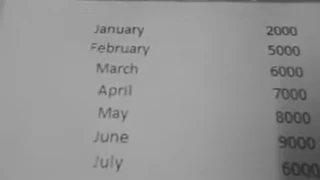 January 2000
February 5000
March 6000
April 7000
May 8000
June 9000
July 6000